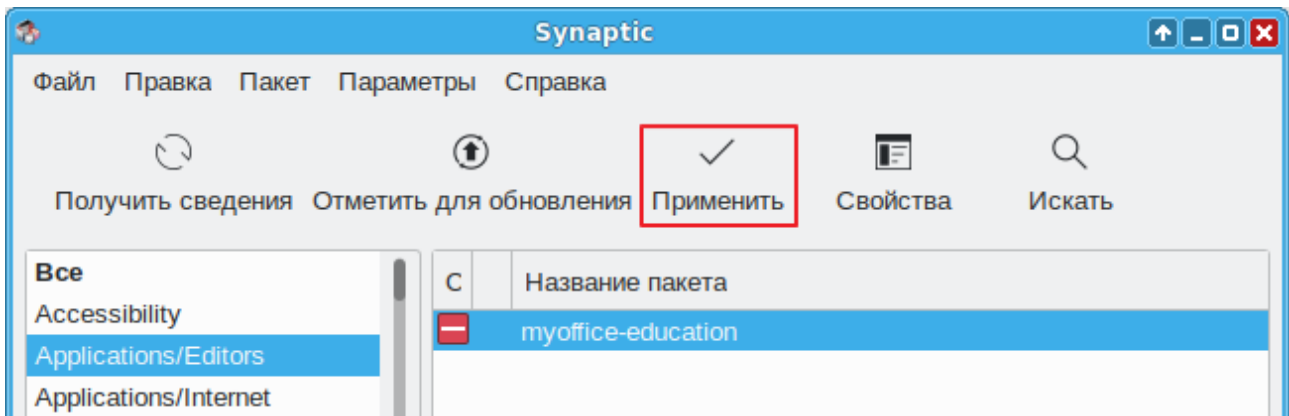 Synaptic
Файл Правка Пакет Параметры Справка
Получить сведения Отметить для обновления Применить Свойства Искать
Все
С Название пакета
Accessibility
myoffice-education
Applications/Editors
Applications/Internet